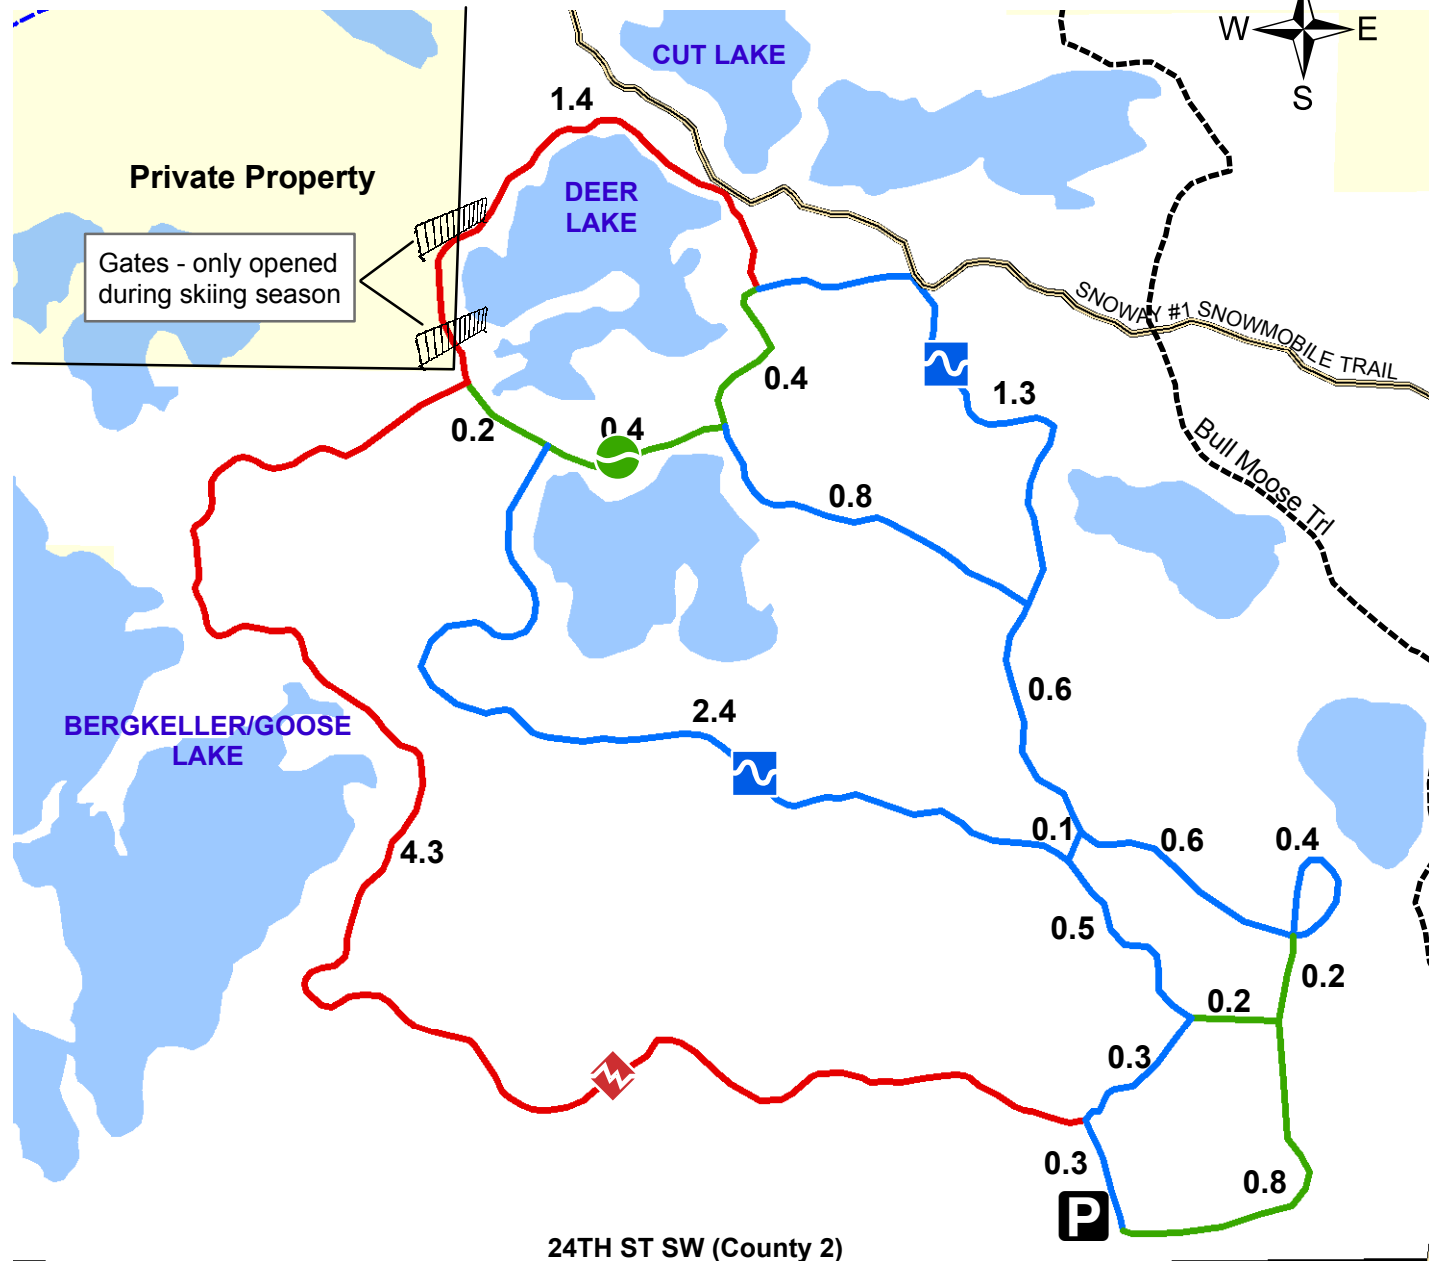 W E
S
CUT LAKE
1.4
Private Property
DEER
LAKE
Gates - only opened
during skiing season
SNOWAY #1 SNOWMOBILE TRAIL
0.4
1.3
0.2
0.4
Bull Moose Trl
0.8
0.6
2.4
BERGKELLER/GOOSE
LAKE
0.1
0.6
0.4
4.3
0.5
0.2
0.2
0.3
0.3
0.8
P
24TH ST SW (County 2)